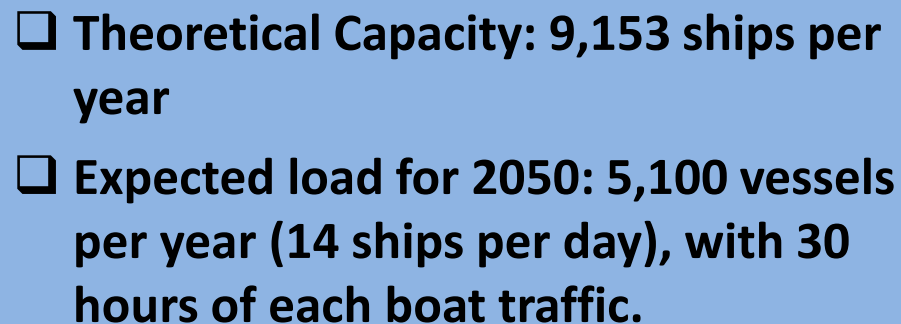 ❑ Theoretical Capacity: 9,153 ships per
year
❑ Expected load for 2050: 5,100 vessels
per year (14 ships per day), with 30
hours of each boat traffic.